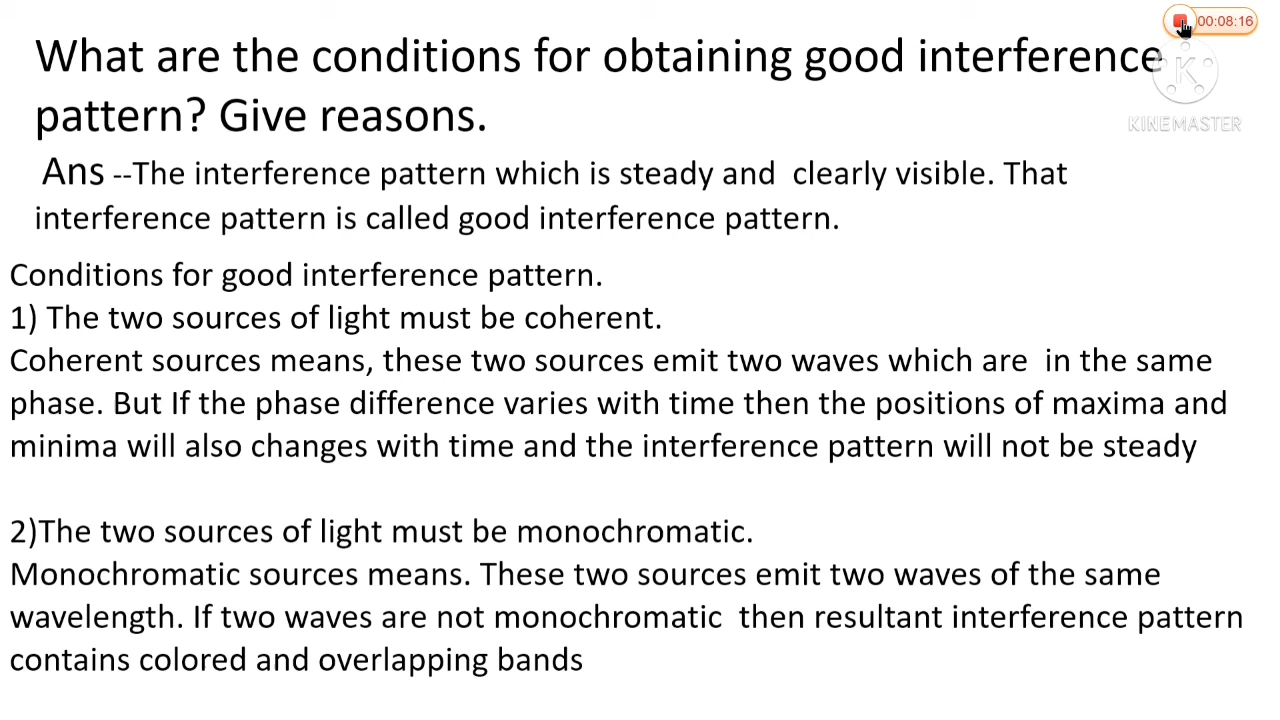 00:08:16
What are the conditions for obtaining good interference
pattern? Give reasons.
KINEMASTER
Ans --The interference pattern which is steady and  clearly visible. That
interference pattern is called good interference pattern.
Conditions for good interference pattern.
1) The two sources of light must be coherent.
Coherent sources means, these two sources emit two waves which are  in the same
phase. But If the phase difference varies with time then the positions of maxima and
minima will also changes with time and the interference pattern will not be steady
2)The two sources of light must be monochromatic.
Monochromatic sources means. These two sources emit two waves of the same
wavelength. If two waves are not monochromatic  then resultant interference pattern
contains colored and overlapping bands